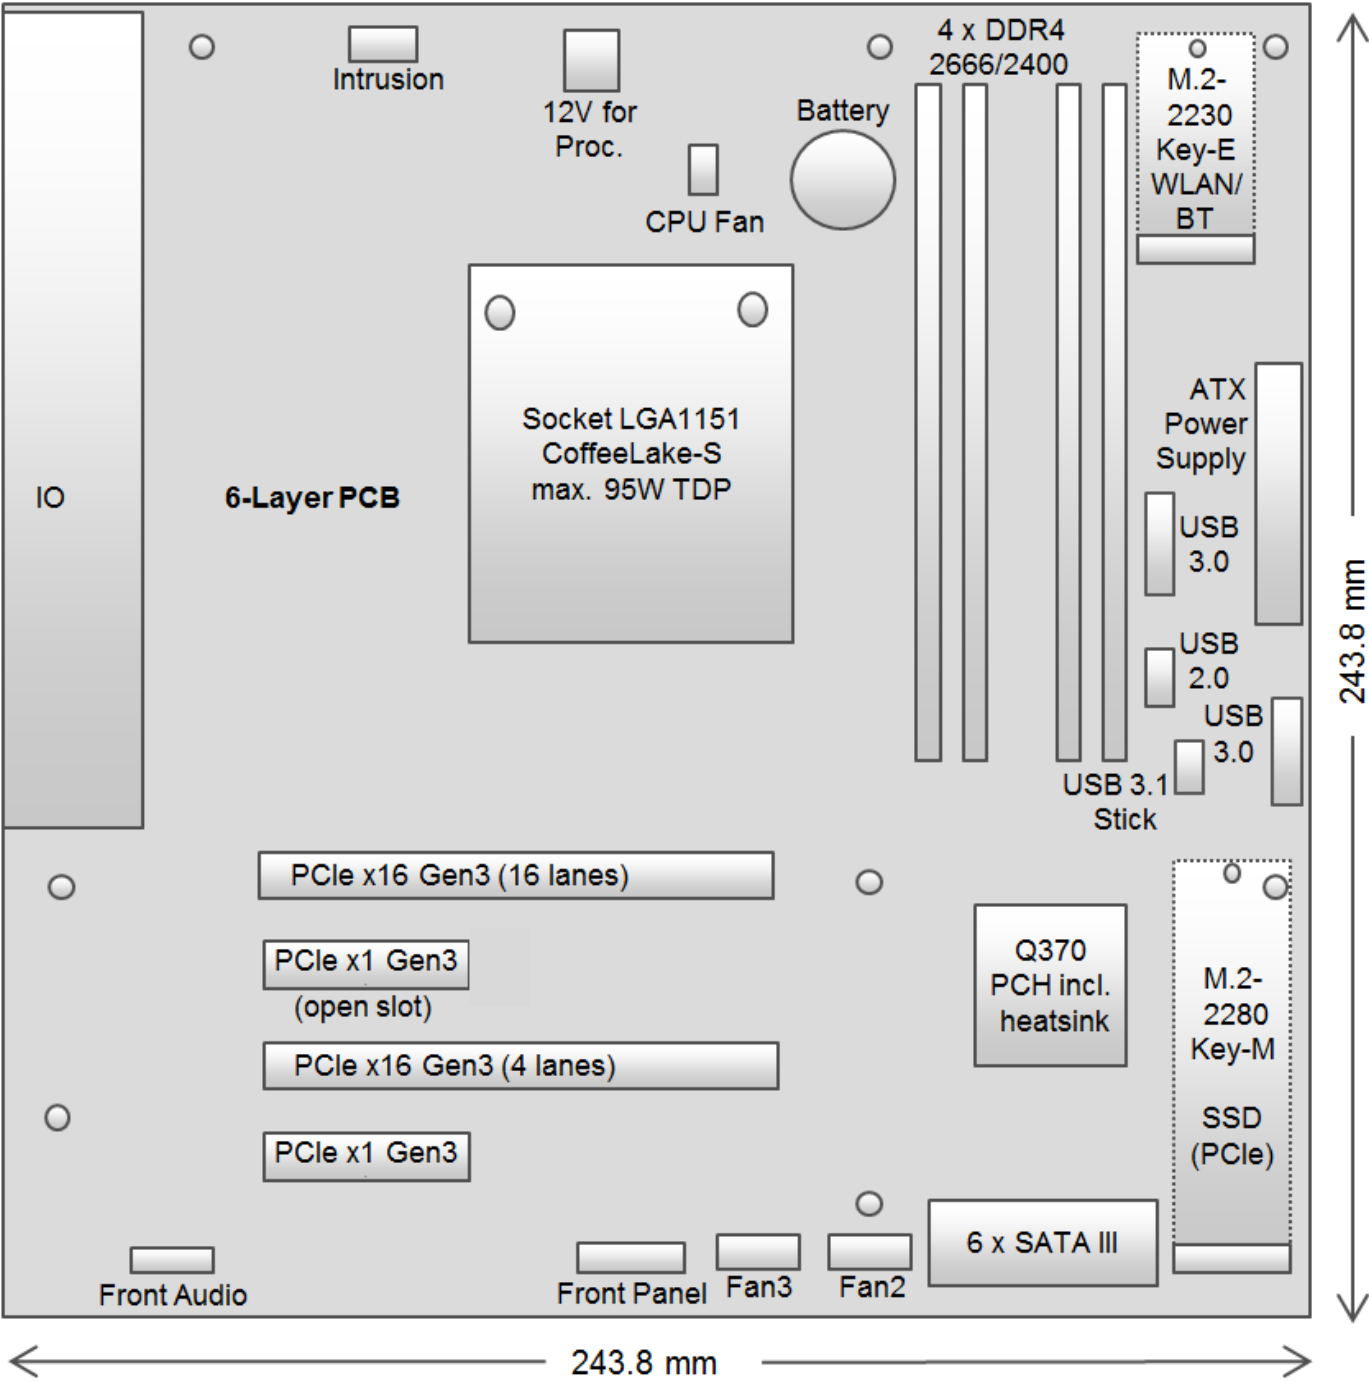 Intrusion
12V for
Proc.
CPU Fan
Battery
4 x DDR4
2666/2400
M.2-
2230
Key-E
WLAN/
BT
Socket LGA1151
CoffeeLake-S
max. 95W TDP
IO
6-Layer PCB
ATX
Power
Supply
USB
3.0
USB
2.0
USB
3.0
USB 3.1
Stick
243.8 mm
PCIe x16 Gen3 (16 lanes)
PCIe x1 Gen3
(open slot)
PCIe x16 Gen3 (4 lanes)
PCIe x1 Gen3
Q370
PCH incl.
heatsink
M.2-
2280
Key-M
SSD
(PCIe)
6 x SATA III
Front Audio
Front Panel
Fan3
Fan2
243.8 mm